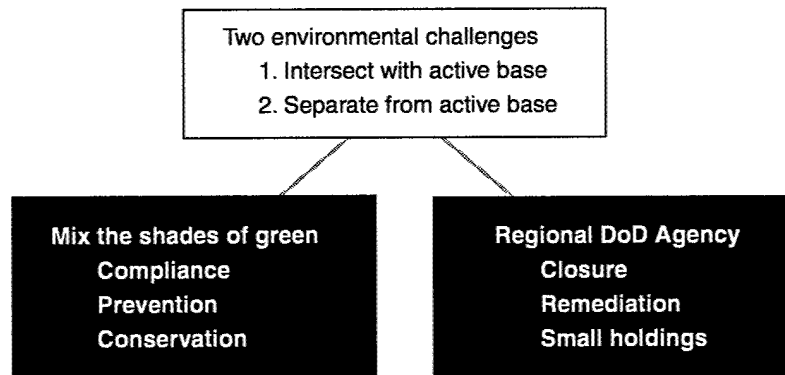 Two environmental challenges
1. Intersect with active base
2. Separate from active base
Mix the shades of green
Compliance
Prevention
Conservation
Regional DoD Agency
Closure
Remediation
Small holdings